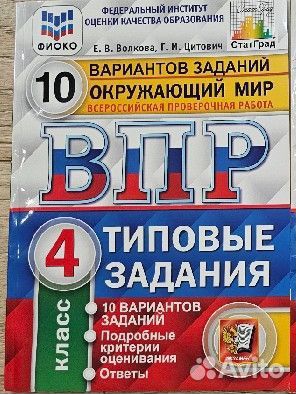 ФЕДЕРАЛЬНЫЙ ИНСТИТУТ
ОЦЕНКИ КАЧЕСТВА ОБРАЗОВАНИЯ
ФИОКО
Е. В. Волкова, Г. И. Цитович
СтатГрад
10 ВАРИАНТОВ ЗАДАНИЙ
ОКРУЖАЮЩИЙ МИР
ВСЕРОССИЙСКАЯ ПРОВЕРОЧНАЯ РАБОТА
ВПР
4 ТИПОВЫЕ
ЗАДАНИЯ
класс
10 ВАРИАНТОВ
ЗАДАНИЙ
Подробные
критерии
оценивания
Ответы
Avito